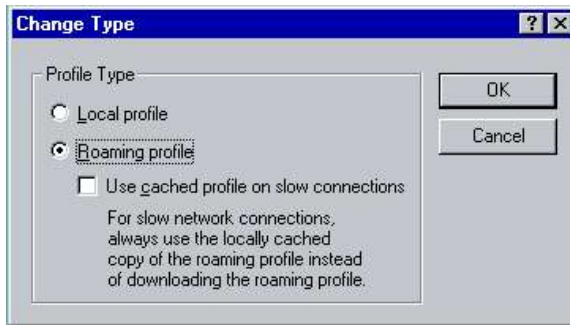 Change Type
Profile Type
Local profile
Roaming profile
Use cached profile on slow connections
For slow network connections,
always use the locally cached
copy of the roaming profile instead
of downloading the roaming profile.
OK
Cancel